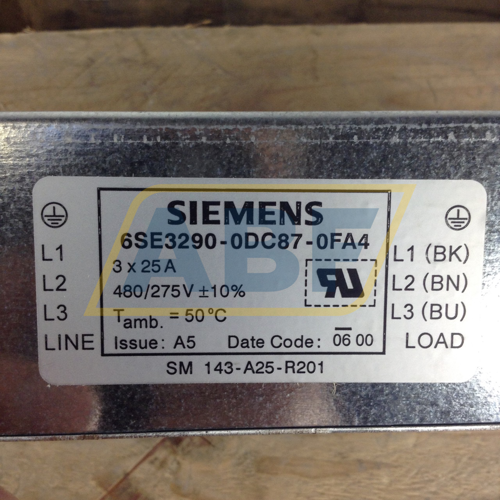 SIEMENS
6SE3290-0DC87-0FA4
3 x 25 A
480/275V ±10%
Tamb. = 50 °C
Issue: A5 Date Code: 06 00
L1
L2
L3
LINE
L1 (BK)
L2 (BN)
L3 (BU)
LOAD
SM 143-A25-R201
ABF